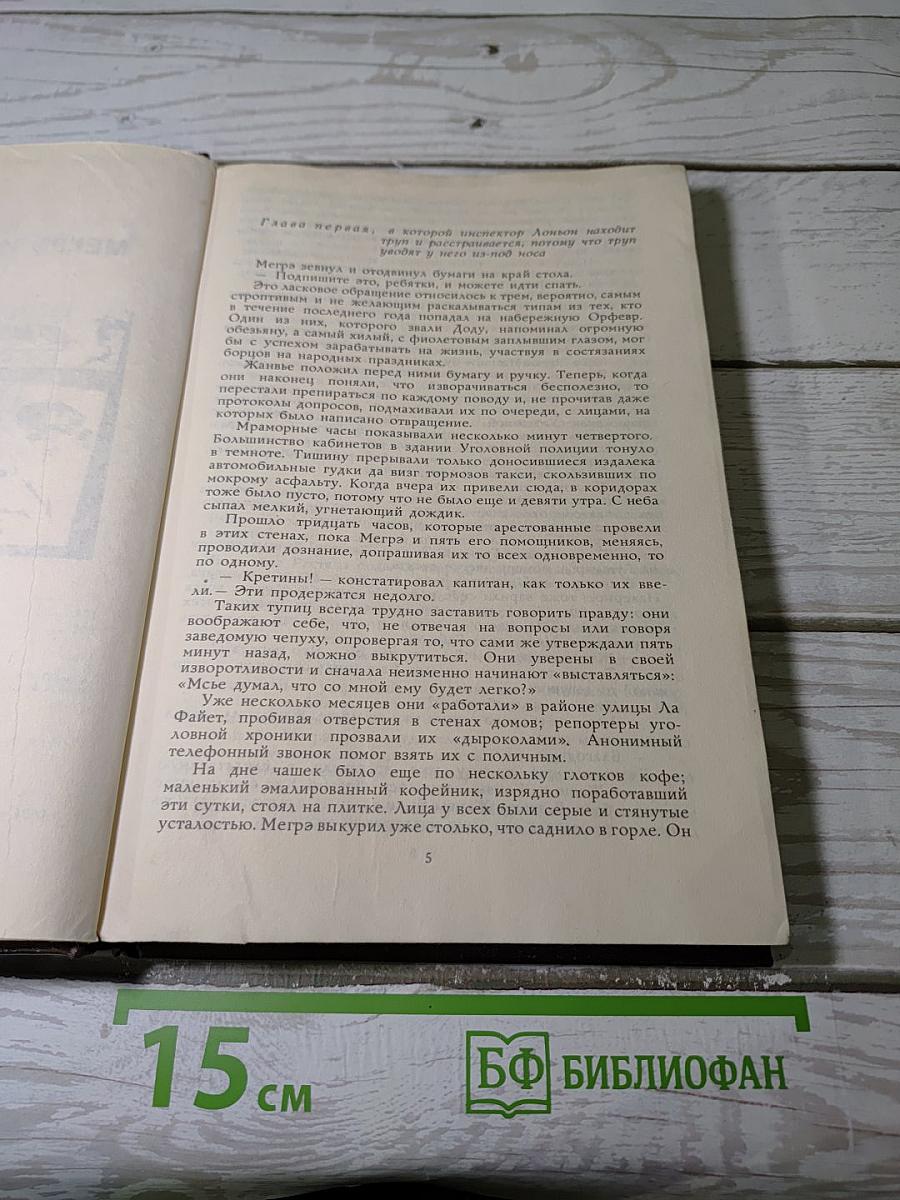 Глава первая, в которой инспектор Лоньон находит
труп и расстраивается, потому что труп
уводят у него из-под носа
Мегрэ зевнул и отодвинул бумаги на край стола.
— Подпишите это, ребятки, и можете идти спать.
Это ласковое обращение относилось к трем, вероятно, самым
строптивым и не желающим раскалываться типам из тех, кто
в течение последнего года попадал на набережную Орфевр.
Один из них, которого звали Доду, напоминал огромную
обезьяну, а самый хилый, с фиолетовым заплывшим глазом, мог
бы с успехом зарабатывать на жизнь, участвуя в состязаниях
борцов на народных праздниках.
Жанвье положил перед ними бумагу и ручку. Теперь, когда
они наконец поняли, что изворачиваться бесполезно, то
перестали препираться по каждому поводу и, не прочитав даже
протоколы допросов, подмахивали их по очереди, с лицами, на
которых было написано отвращение.
Мраморные часы показывали несколько минут четвертого.
Большинство кабинетов в здании Уголовной полиции тонуло
в темноте. Тишину прерывали только доносившиеся издалека
автомобильные гудки да визг тормозов такси, скользивших по
мокрому асфальту. Когда вчера их привели сюда, в коридорах
тоже было пусто, потому что не было еще и девяти утра. С неба
сыпал мелкий, угнетающий дождик.
Прошло тридцать часов, которые арестованные провели
в этих стенах, пока Мегрэ и пять его помощников, меняясь,
проводили дознание, допрашивая их то всех одновременно, то
по одному.
— Кретины! — констатировал капитан, как только их вве-
ли.— Эти продержатся недолго.
Таких тупиц всегда трудно заставить говорить правду: они
воображают себе, что, не отвечая на вопросы или говоря
заведомую чепуху, опровергая то, что сами же утверждали пять
минут назад, можно выкрутиться. Они уверены в своей
изворотливости и сначала неизменно начинают «выставляться»:
«Мсье думал, что со мной ему будет легко?»
Уже несколько месяцев они «работали» в районе улицы Ла
Файет, пробивая отверстия в стенах домов; репортеры уго-
ловной хроники прозвали их «дыроколами». Анонимный
телефонный звонок помог взять их с поличным.
На дне чашек было еще по нескольку глотков кофе;
маленький эмалированный кофейник, изрядно поработавший
эти сутки, стоял на плитке. Лица у всех были серые и стянутые
усталостью. Мегрэ выкурил уже столько, что саднило в горле. Он
5
15 см
БФ БИБЛИОФАН